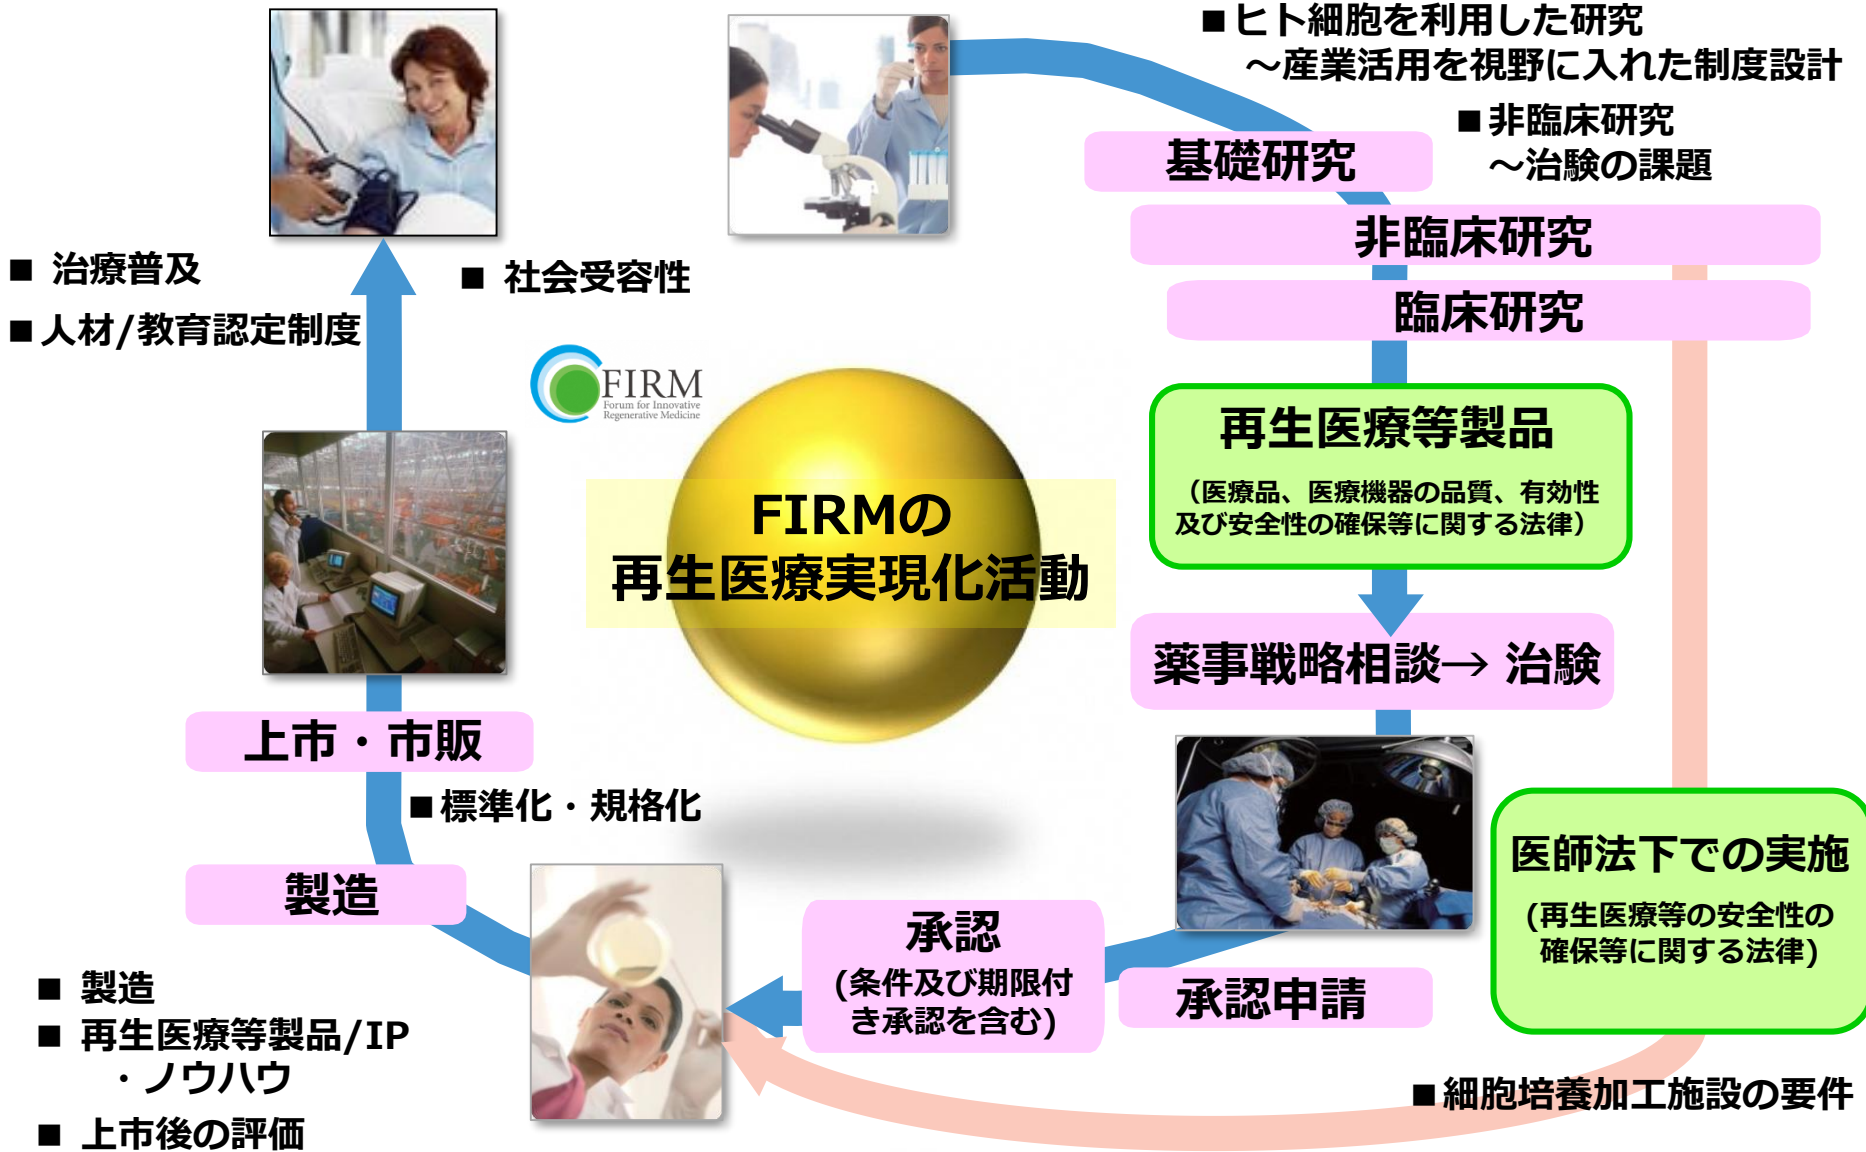 ■ヒト細胞を利用した研究
～産業活用を視野に入れた制度設計
■非臨床研究
～治験の課題
基礎研究
非臨床研究
臨床研究
再生医療等製品
（医療品、医療機器の品質、有効性
及び安全性の確保等に関する法律）
薬事戦略相談→ 治験
医師法下での実施
(再生医療等の安全性の
確保等に関する法律)
■細胞培養加工施設の要件
承認申請
承認
(条件及び期限付
き承認を含む)
製造
■標準化・規格化
上市・市販
■ 製造
■ 再生医療等製品/IP
・ノウハウ
■ 上市後の評価
■ 治療普及
■ 社会受容性
■人材/教育認定制度
FIRM
Forum for Innovative
Regenerative Medicine
FIRMの
再生医療実現化活動